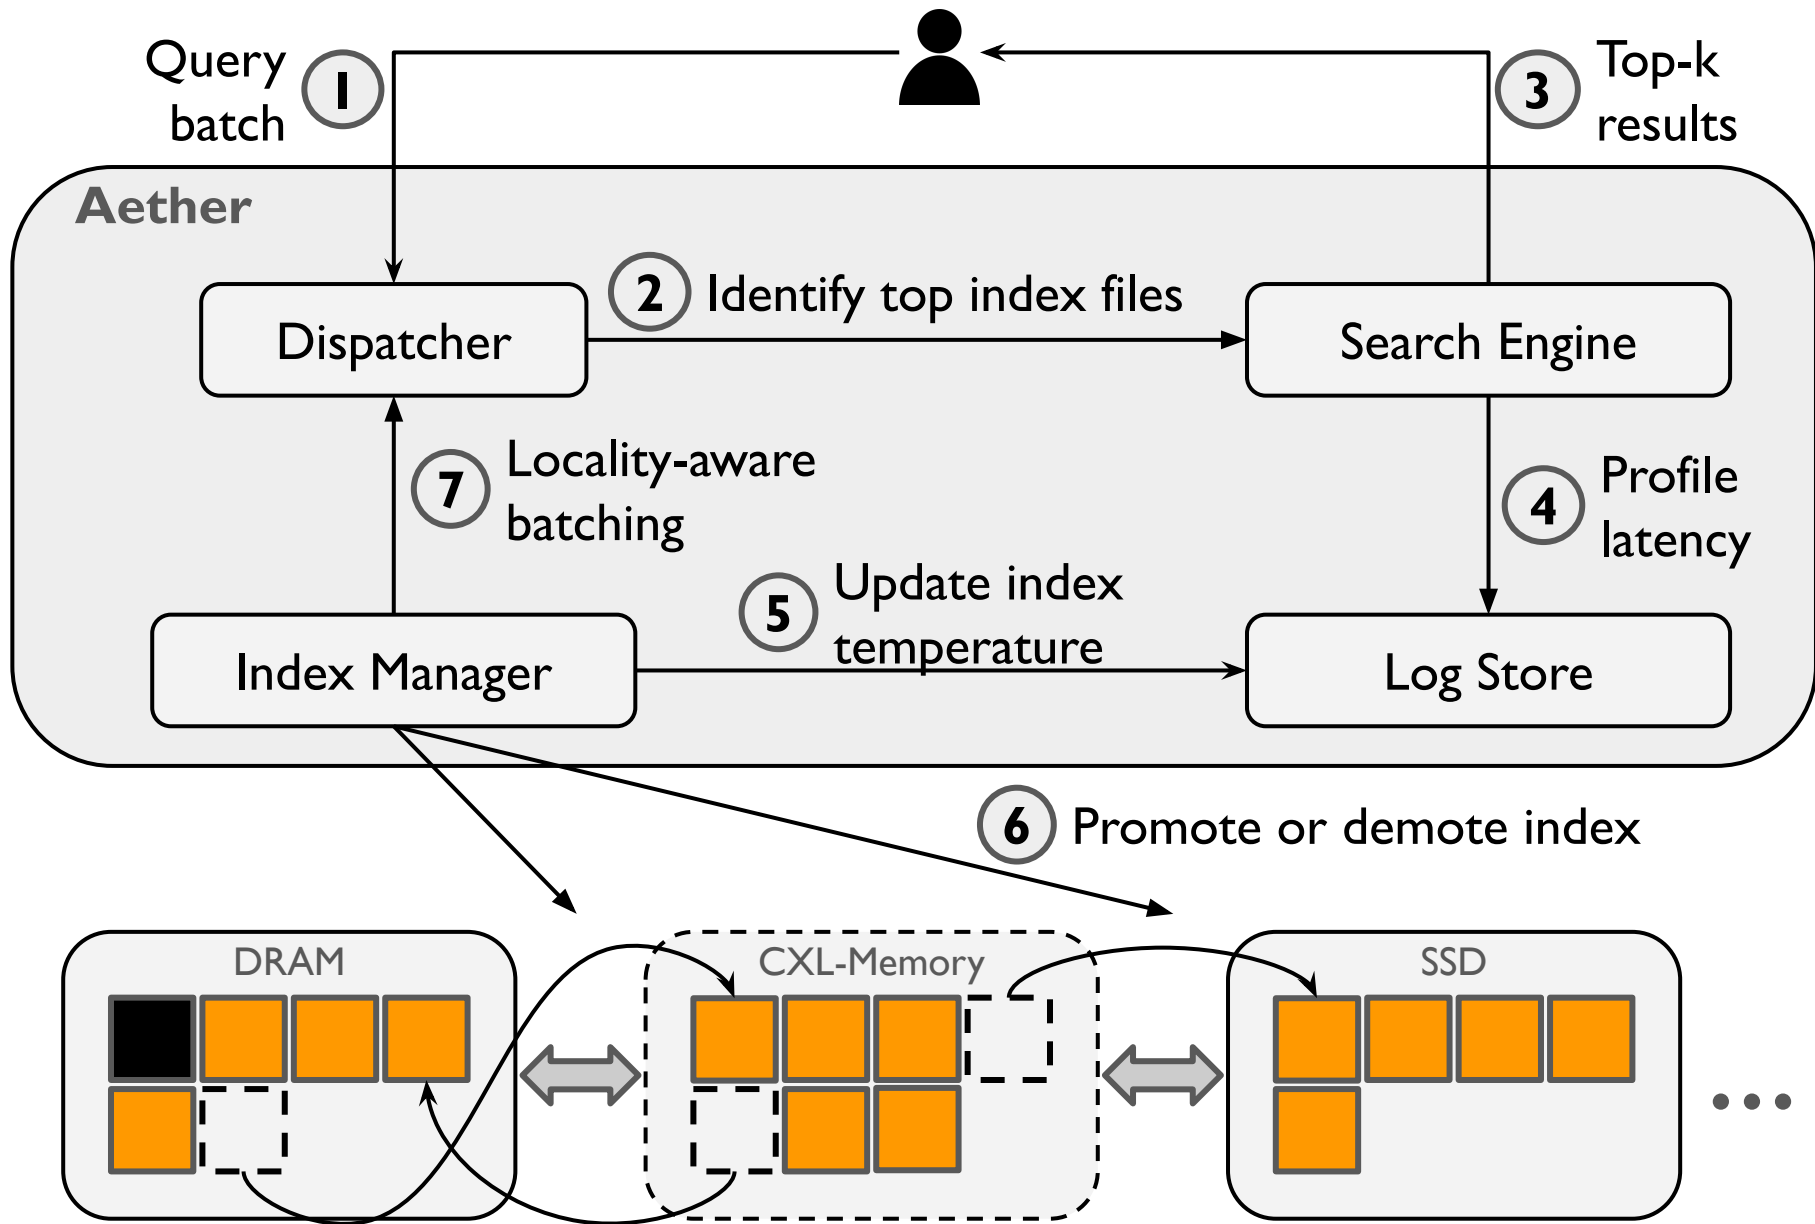 Query
batch
1
3
Top-k
results
Aether
2 Identify top index files
Dispatcher
Search Engine
7
Locality-aware
batching
4
Profile
latency
5
Update index
temperature
Index Manager
Log Store
6 Promote or demote index
DRAM
CXL-Memory
SSD